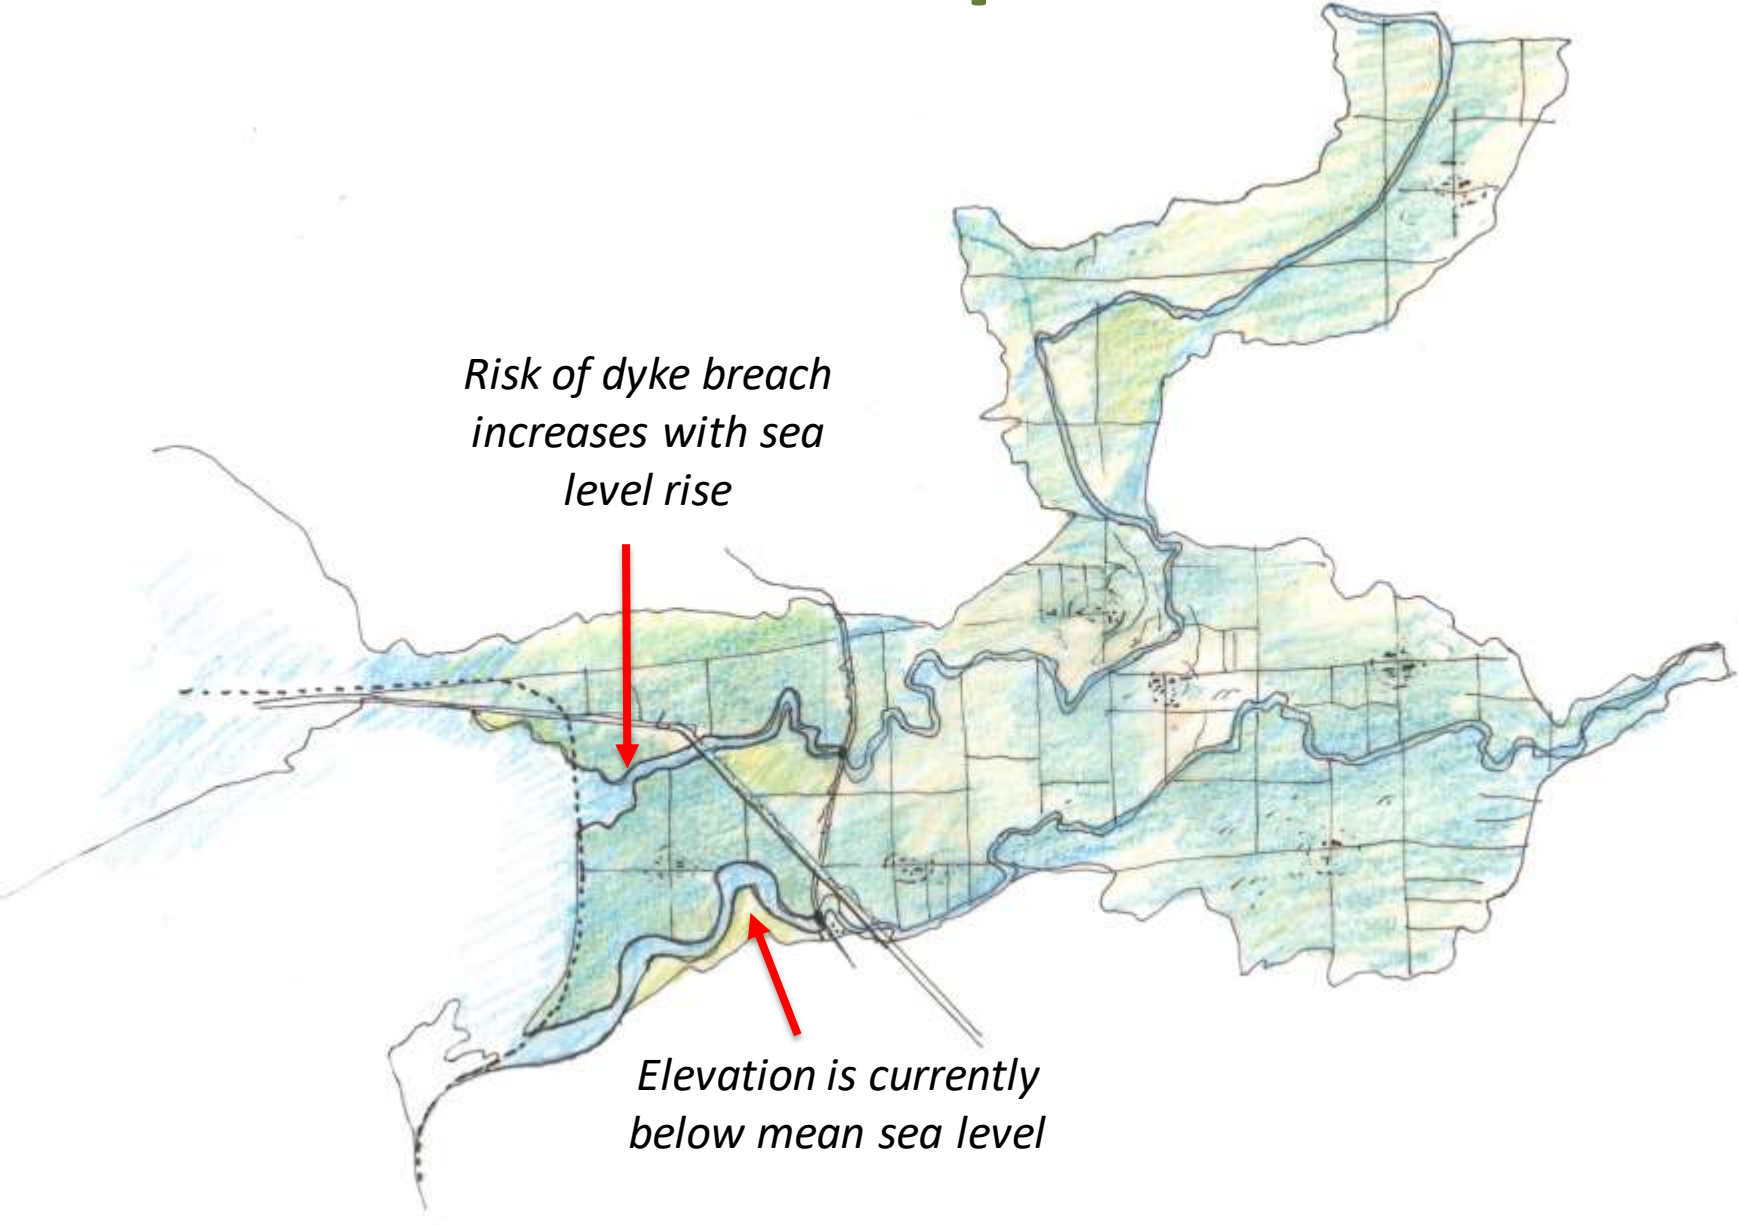 Risk of dyke breach
increases with sea
level rise
Elevation is currently
below mean sea level